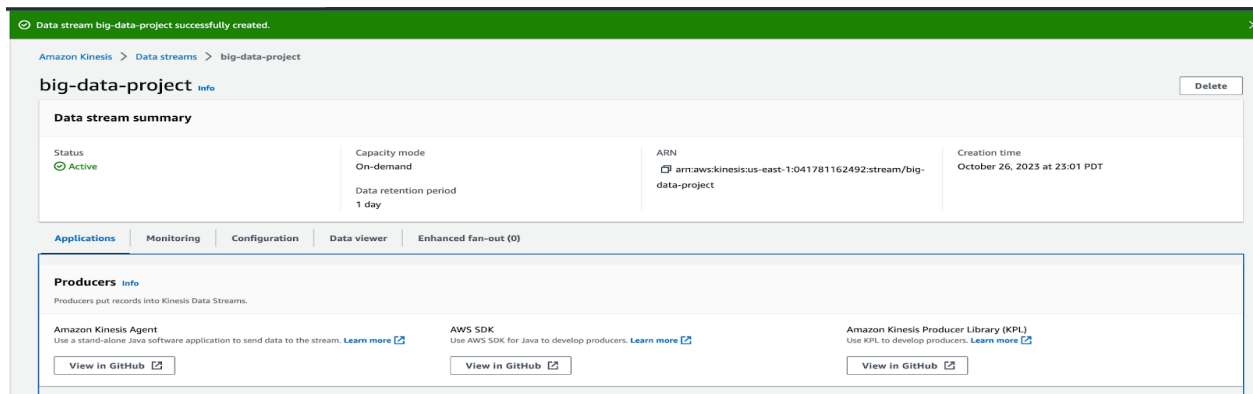 Data stream big-data-project successfully created.
Amazon Kinesis > Data streams > big-data-project
big-data-project Info
Delete
Data stream summary
Status
Active
Capacity mode
On-demand
Data retention period
1 day
ARN
arn:aws:kinesis:us-east-1:041781162492:stream/big-
data-project
Creation time
October 26, 2023 at 23:01 PDT
Applications Monitoring Configuration Data viewer Enhanced fan-out (0)
Producers Info
Producers put records into Kinesis Data Streams.
Amazon Kinesis Agent
Use a stand-alone Java software application to send data to the stream. Learn more
View in GitHub
AWS SDK
Use AWS SDK for Java to develop producers. Learn more
View in GitHub
Amazon Kinesis Producer Library (KPL)
Use KPL to develop producers. Learn more
View in GitHub